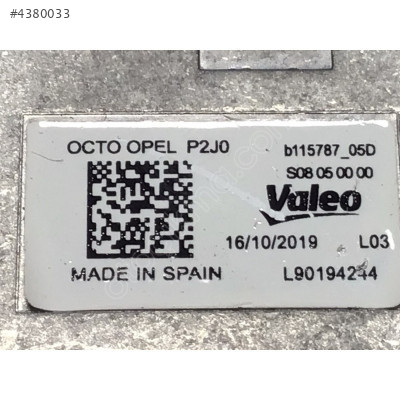 #4380033
OCTO OPEL P2J0 b115787_05D
S08 05 00 00
Valeo
16/10/2019 L03
MADE IN SPAIN L90194244